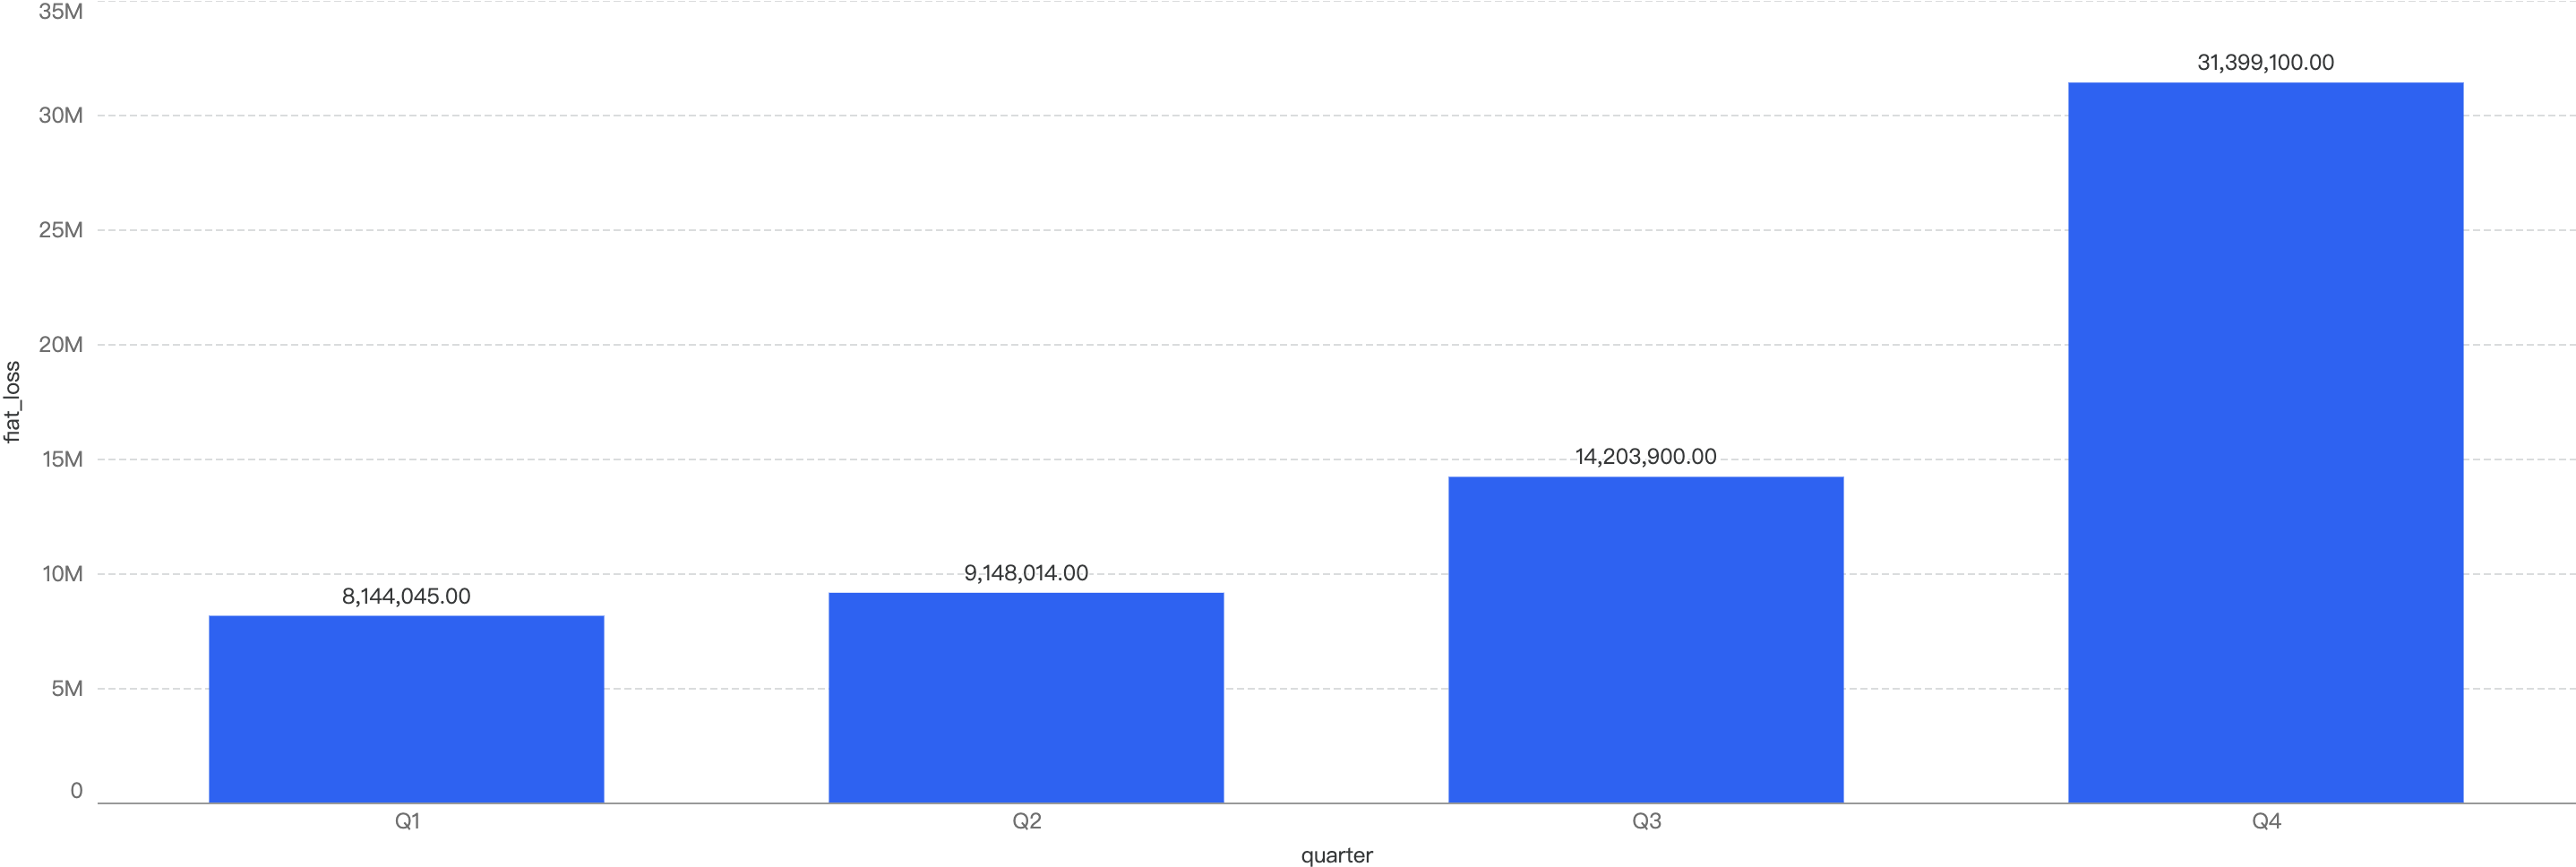 35M
31,399,100.00
30M
25M
20M
fiat_loss
15M
14,203,900.00
10M
9,148,014.00
8,144,045.00
5M
0
Q1
Q2
Q3
Q4
quarter